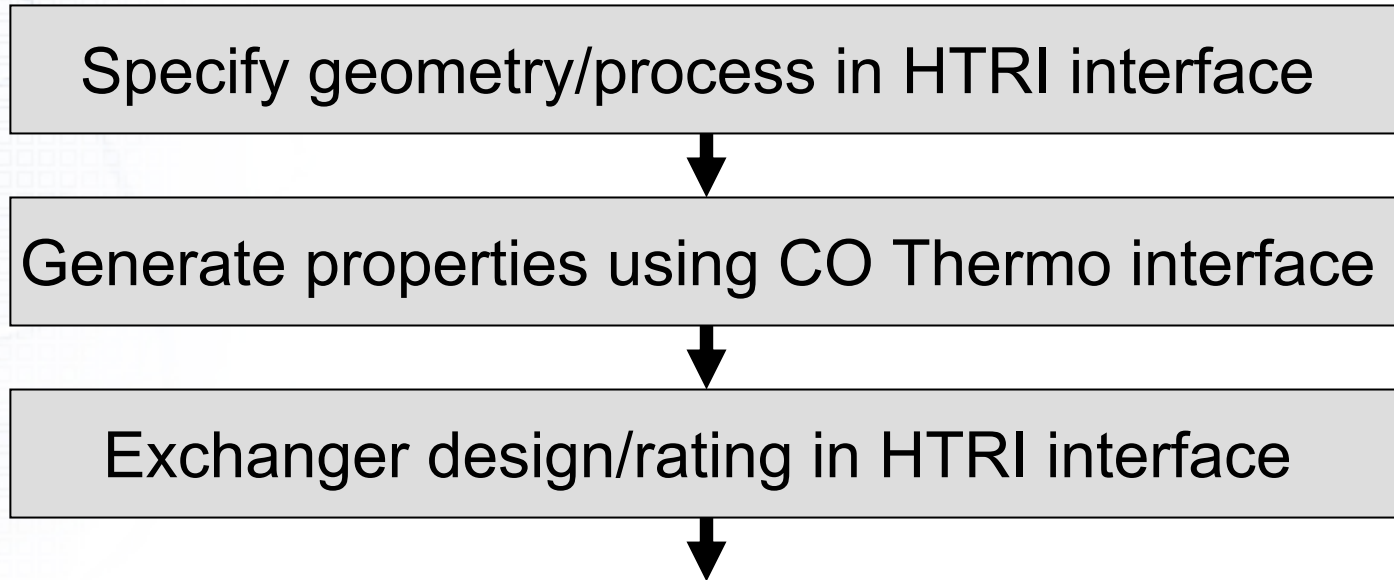 Specify geometry/process in HTRI interface
Generate properties using CO Thermo interface
Exchanger design/rating in HTRI interface